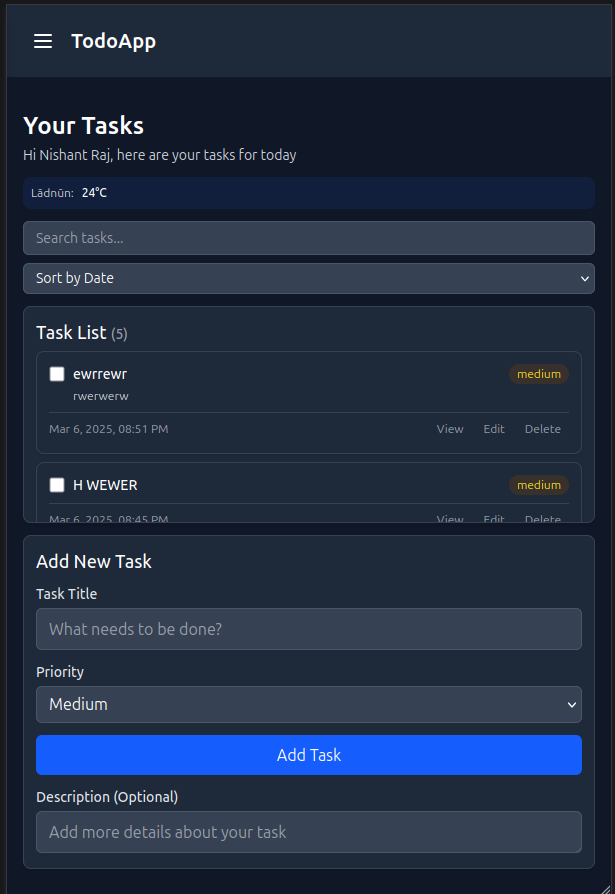 TodoApp
Your Tasks
Hi Nishant Raj, here are your tasks for today
Lādnūn: 24°C
Search tasks...
Sort by Date
Task List (5)
ewrrewr medium
rwerwerw
Mar 6, 2025, 08:51 PM View Edit Delete
H WEWER medium
Mar 6, 2025, 08:45 PM View Edit Delete
Add New Task
Task Title
What needs to be done?
Priority
Medium
Add Task
Description (Optional)
Add more details about your task